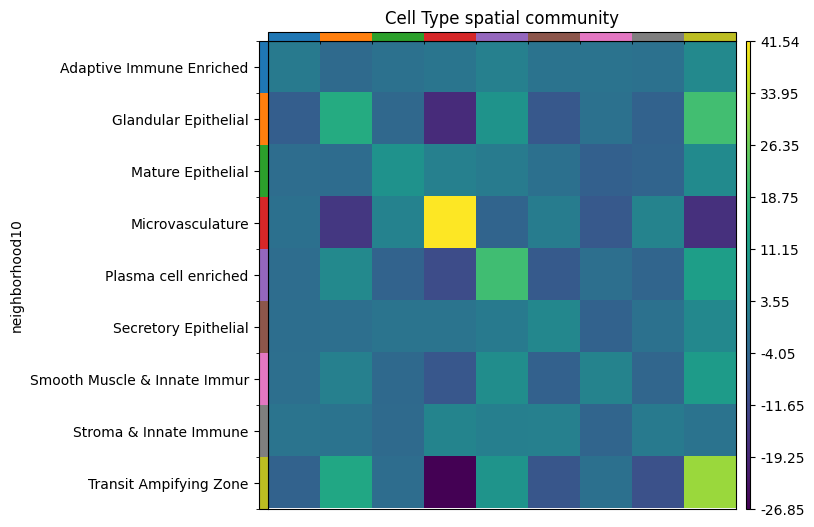 Cell Type spatial community
neighborhood10
Adaptive Immune Enriched
Glandular Epithelial
Mature Epithelial
Microvasculature
Plasma cell enriched
Secretory Epithelial
Smooth Muscle & Innate Immur
Stroma & Innate Immune
Transit Ampifying Zone
41.54
33.95
26.35
18.75
11.15
3.55
-4.05
-11.65
-19.25
-26.85